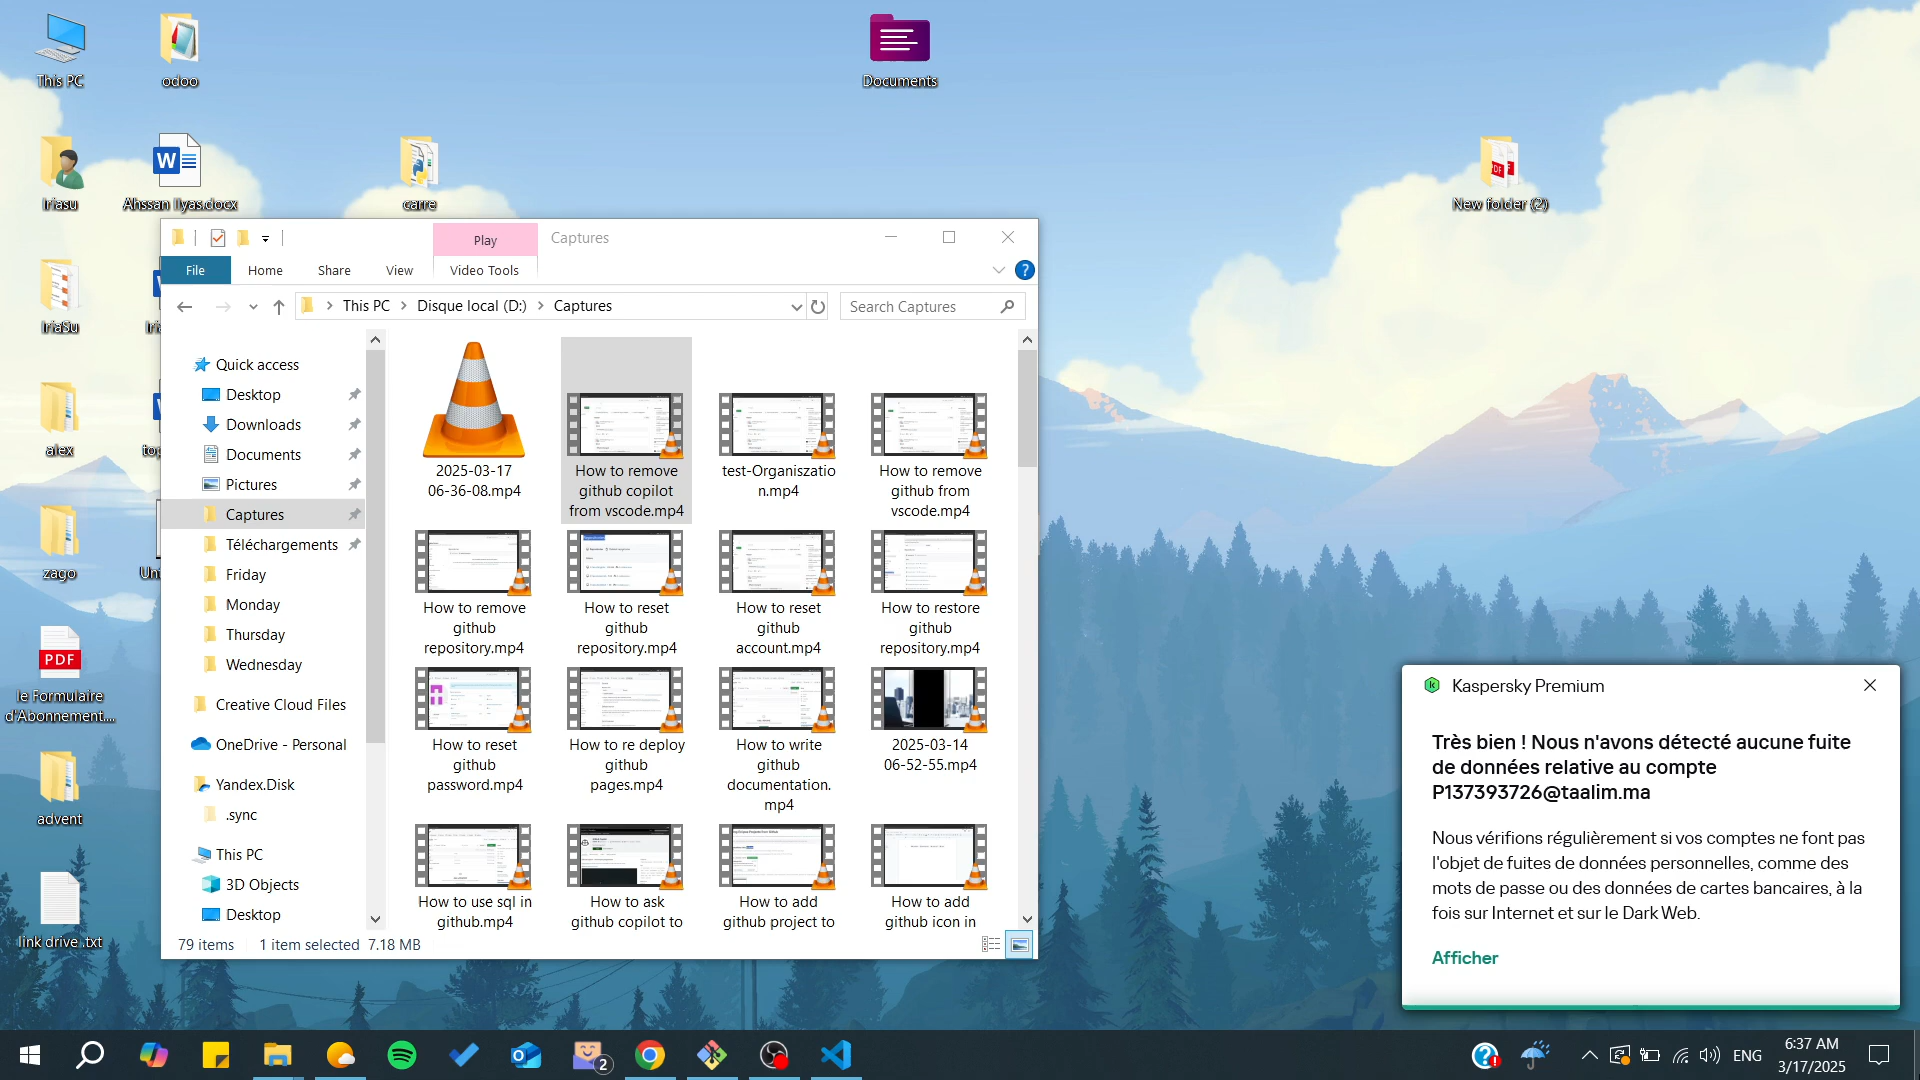 This PC
odoo
Documents
Iriasu
Ahssan Ilyas.docx
carre
New folder (2)
IriaSu
alex
zago
le Formulaire
d'Abonnement....
advent
link drive .txt
Play
Captures
File
Home
Share
View
Video Tools
This PC
Disque local (D:)
Captures
Search Captures
Quick access
Desktop
Downloads
Documents
Pictures
Captures
Téléchargements
Friday
Monday
Thursday
Wednesday
Creative Cloud Files
OneDrive - Personal
Yandex.Disk
.sync
This PC
3D Objects
Desktop
2025-03-17
06-36-08.mp4
How to remove
github copilot
from vscode.mp4
test-Organiszatio
n.mp4
How to remove
github from
vscode.mp4
How to remove
github
repository.mp4
How to reset
github
repository.mp4
How to reset
github
account.mp4
How to restore
github
repository.mp4
How to reset
github
password.mp4
How to re deploy
github
pages.mp4
How to write
github
documentation.
mp4
2025-03-14
06-52-55.mp4
How to use sql in
github.mp4
How to ask
github copilot to
How to add
github project to
How to add
github icon in
79 items
1 item selected 7.18 MB
Kaspersky Premium
Très bien ! Nous n'avons détecté aucune fuite
de données relative au compte
P137393726@taalim.ma
Nous vérifions régulièrement si vos comptes ne font pas
l'objet de fuites de données personnelles, comme des
mots de passe ou des données de cartes bancaires, à la
fois sur Internet et sur le Dark Web.
Afficher
PDF
2
ENG
6:37 AM
3/17/2025